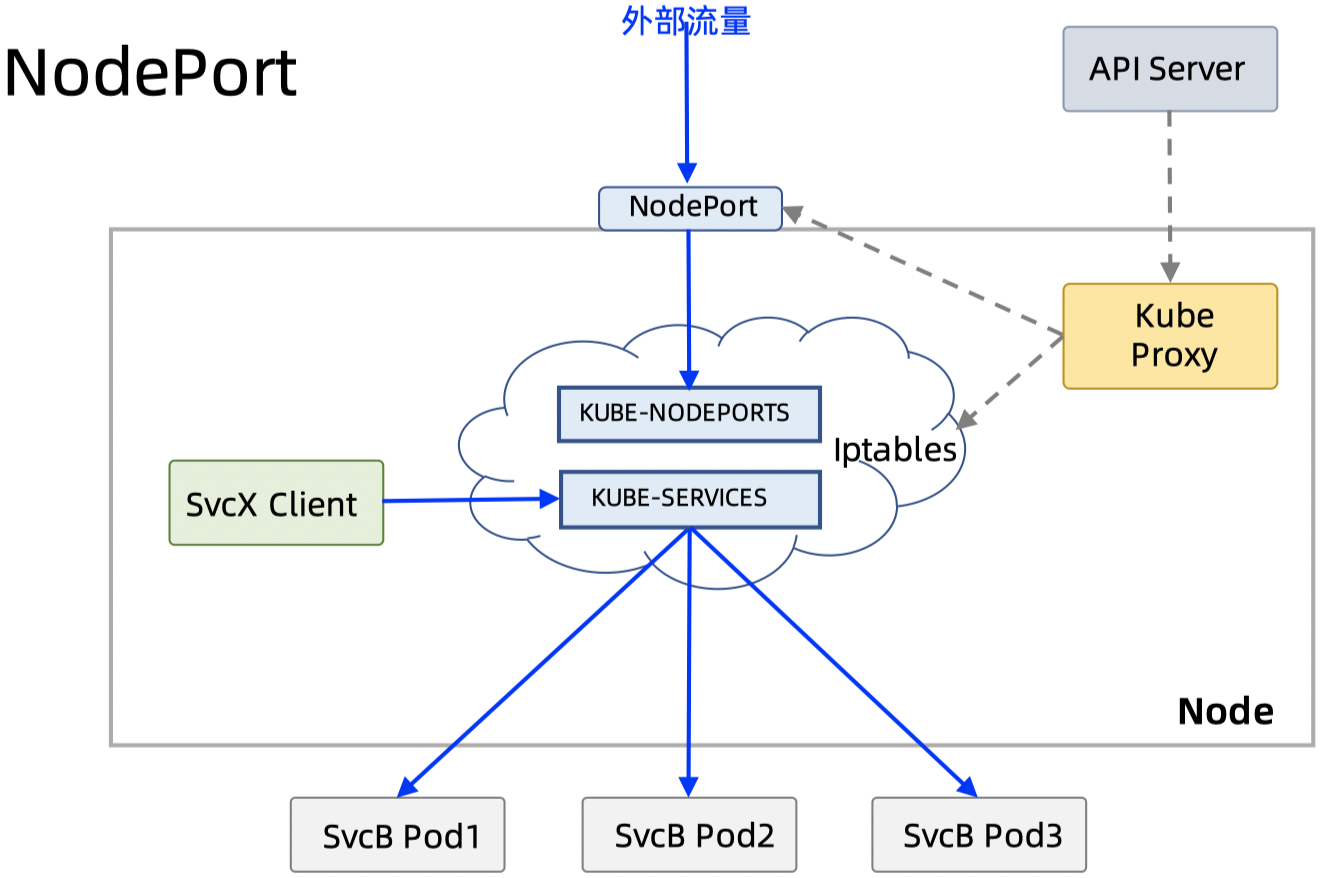 外部流量
NodePort
API Server
NodePort
Kube
Proxy
KUBE-NODEPORTS
Iptables
KUBE-SERVICES
SvcX Client
Node
SvcB Pod1
SvcB Pod2
SvcB Pod3